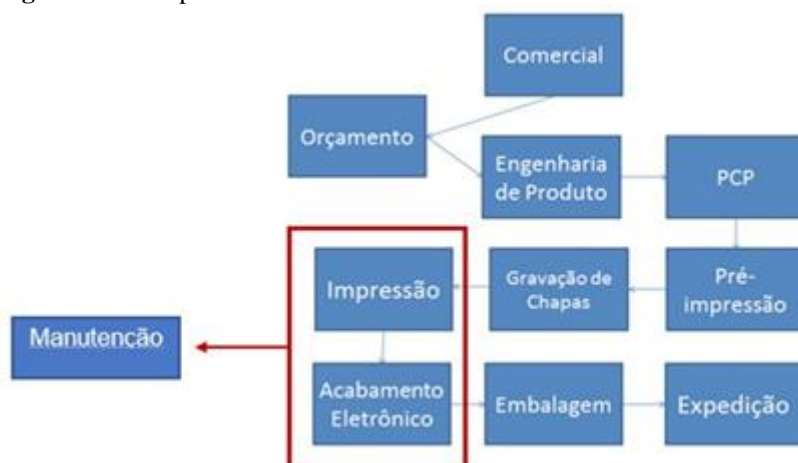 Comercial
Orçamento
Engenharia
de Produto
PCP
Impressão
Gravação de
Chapas
Pré-
impressão
Manutenção
Acabamento
Eletrônico
Embalagem
Expedição